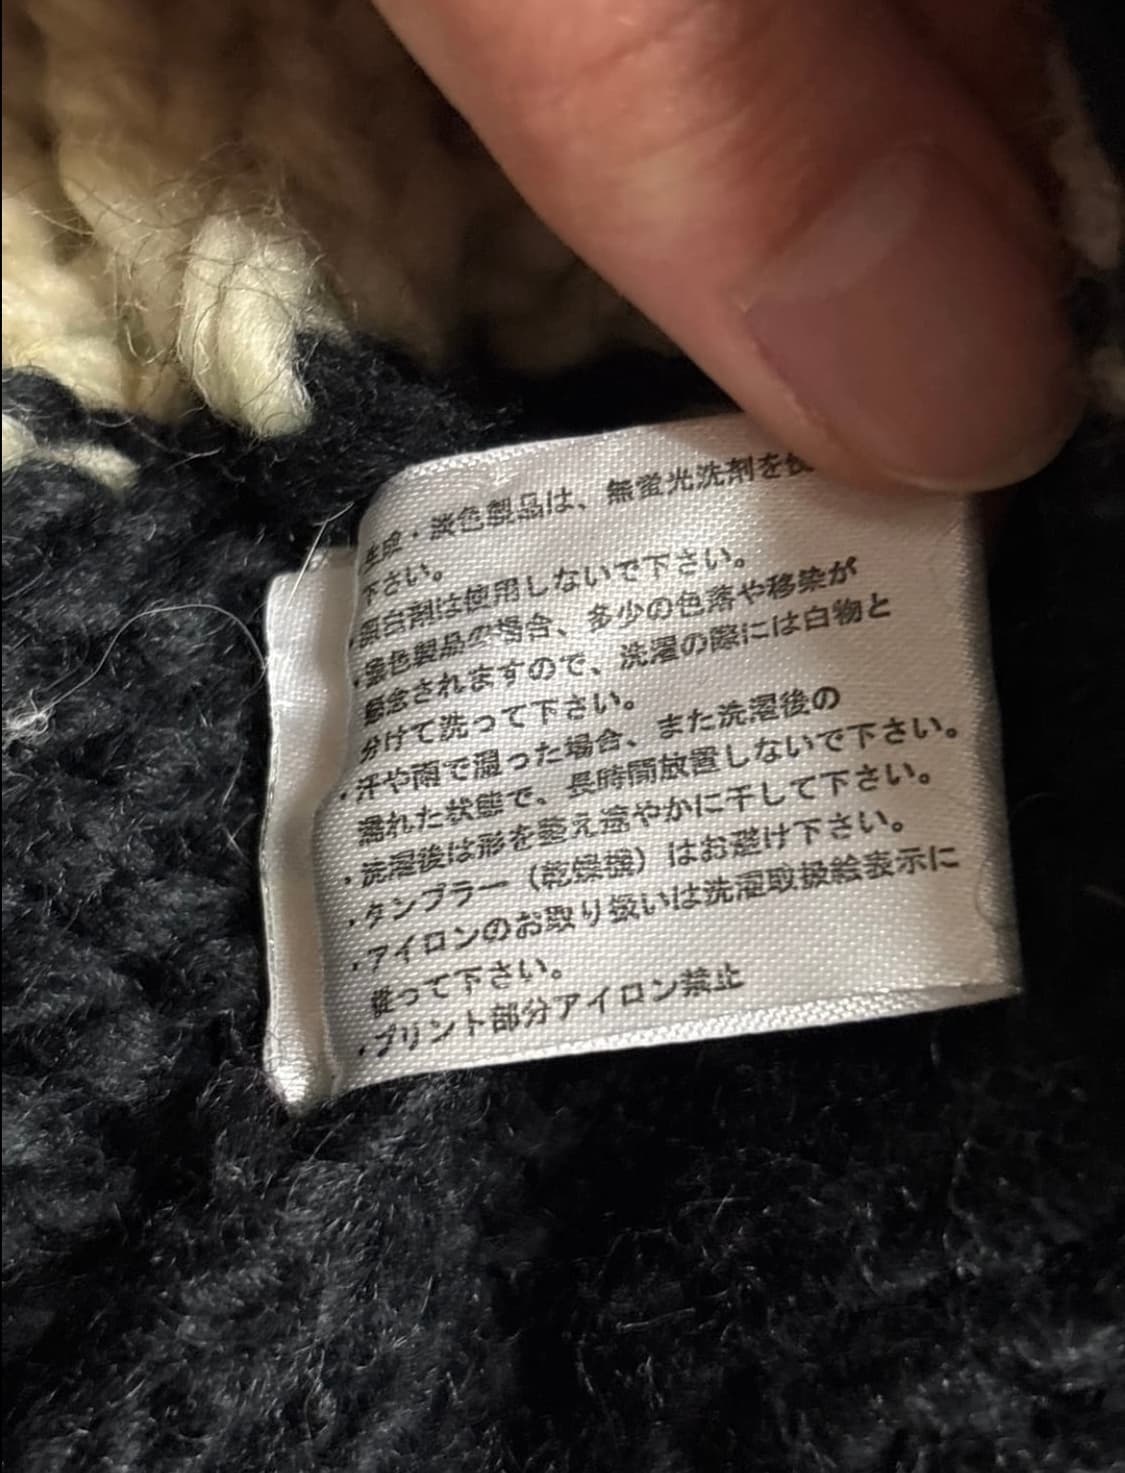 生成・淡色製品は、無蛍光洗剤を使
下さい。
・漂白剤は使用しないで下さい。
・濃色製品の場合、多少の色落や移染が
懸念されますので、洗濯の際には白物と
分けて洗って下さい。
・汗や雨で湿った場合、また洗濯後の
濡れた状態で、長時間放置しないで下さい。
・洗濯後は形を整え速やかに干して下さい。
・タンブラー（乾燥機）はお避け下さい。
・アイロンのお取り扱いは洗濯取扱絵表示に
従って下さい。
・プリント部分アイロン禁止